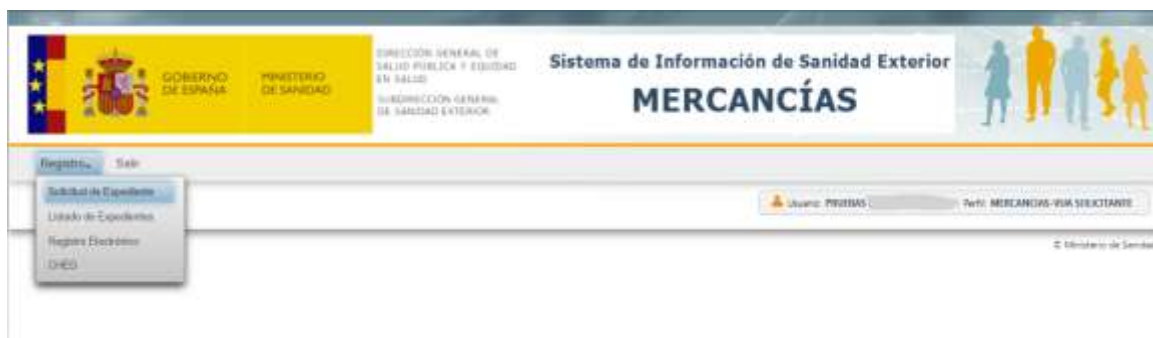 GOBIERNO
DE ESPAÑA
MINISTERIO
DE SANIDAD
DIRECCIÓN GENERAL DE
SALUD PÚBLICA Y EQUIDAD
EN SALUD
SUBDIRECCIÓN GENERAL
DE SANIDAD EXTERIOR
Sistema de Información de Sanidad Exterior
MERCANCÍAS
Registro Salir
Solicitud de Expediente
Listado de Expedientes
Registro Electrónico
CHED
Usuario: PRUEBAS Perfil: MERCANCIAS-VUA SOLICITANTE
© Ministerio de Sanidad